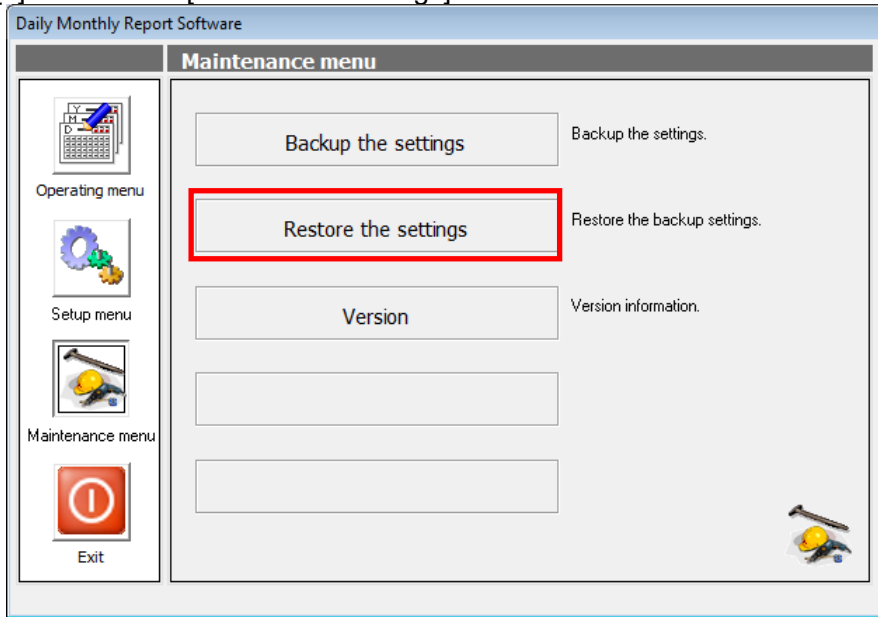 Daily Monthly Report Software
Maintenance menu
Operating menu
Setup menu
Maintenance menu
Exit
Backup the settings
Backup the settings.
Restore the settings
Restore the backup settings.
Version
Version information.